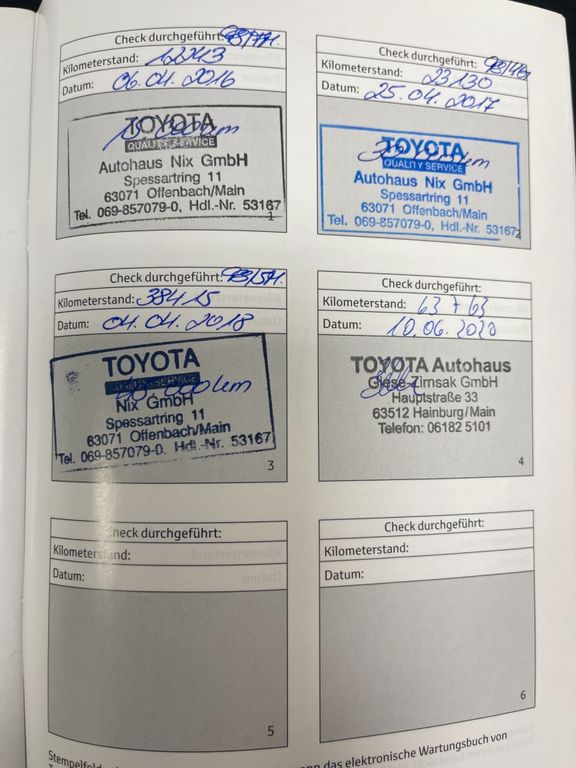 Check durchgeführt:
Kilometerstand: 12243
Datum: 06.04.2016
TOYOTA
QUALITY SERVICE
Autohaus Nix GmbH
Spessartring 11
63071 Offenbach/Main
Tel. 069-857079-0, Hdl.-Nr. 53167
1
Check durchgeführt:
Kilometerstand: 23130
Datum: 25.04.2017
TOYOTA
QUALITY SERVICE
Autohaus Nix GmbH
Spessartring 11
63071 Offenbach/Main
Tel. 069-857079-0, Hdl.-Nr. 53167
2
Check durchgeführt:
Kilometerstand: 38415
Datum: 04.04.2018
TOYOTA
Nix GmbH
Spessartring 11
63071 Offenbach/Main
Tel. 069-857079-0. Hdl.-Nr. 53167
3
Check durchgeführt:
Kilometerstand: 63763
Datum: 10.06.2020
TOYOTA Autohaus
Giese-Zirnsak GmbH
Hauptstraße 33
63512 Hainburg/Main
Telefon: 06182 5101
4
Check durchgeführt:
Kilometerstand:
Datum:
5
Check durchgeführt:
Kilometerstand:
Datum:
6
das elektronische Wartungsbuch von